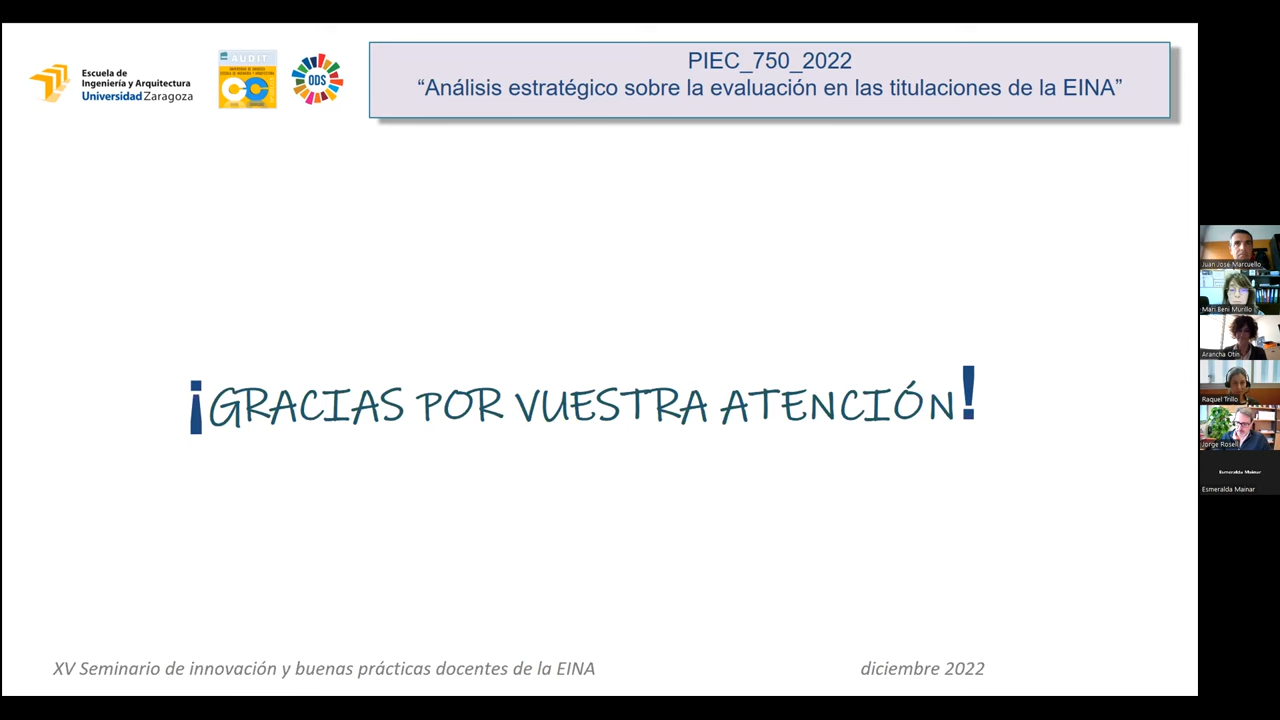 Escuela de
Ingeniería y Arquitectura
Universidad Zaragoza
AUDIT
ODS
PIEC_750_2022
“Análisis estratégico sobre la evaluación en las titulaciones de la EINA”
¡GRACIAS POR VUESTRA ATENCIÓN!
XV Seminario de innovación y buenas prácticas docentes de la EINA
diciembre 2022
Juan José Marcuello
Mari Beni Murillo
Arancha Otín
Raquel Trillo
Jorge Rosell
Esmeralda Mainar
Esmeralda Mainar